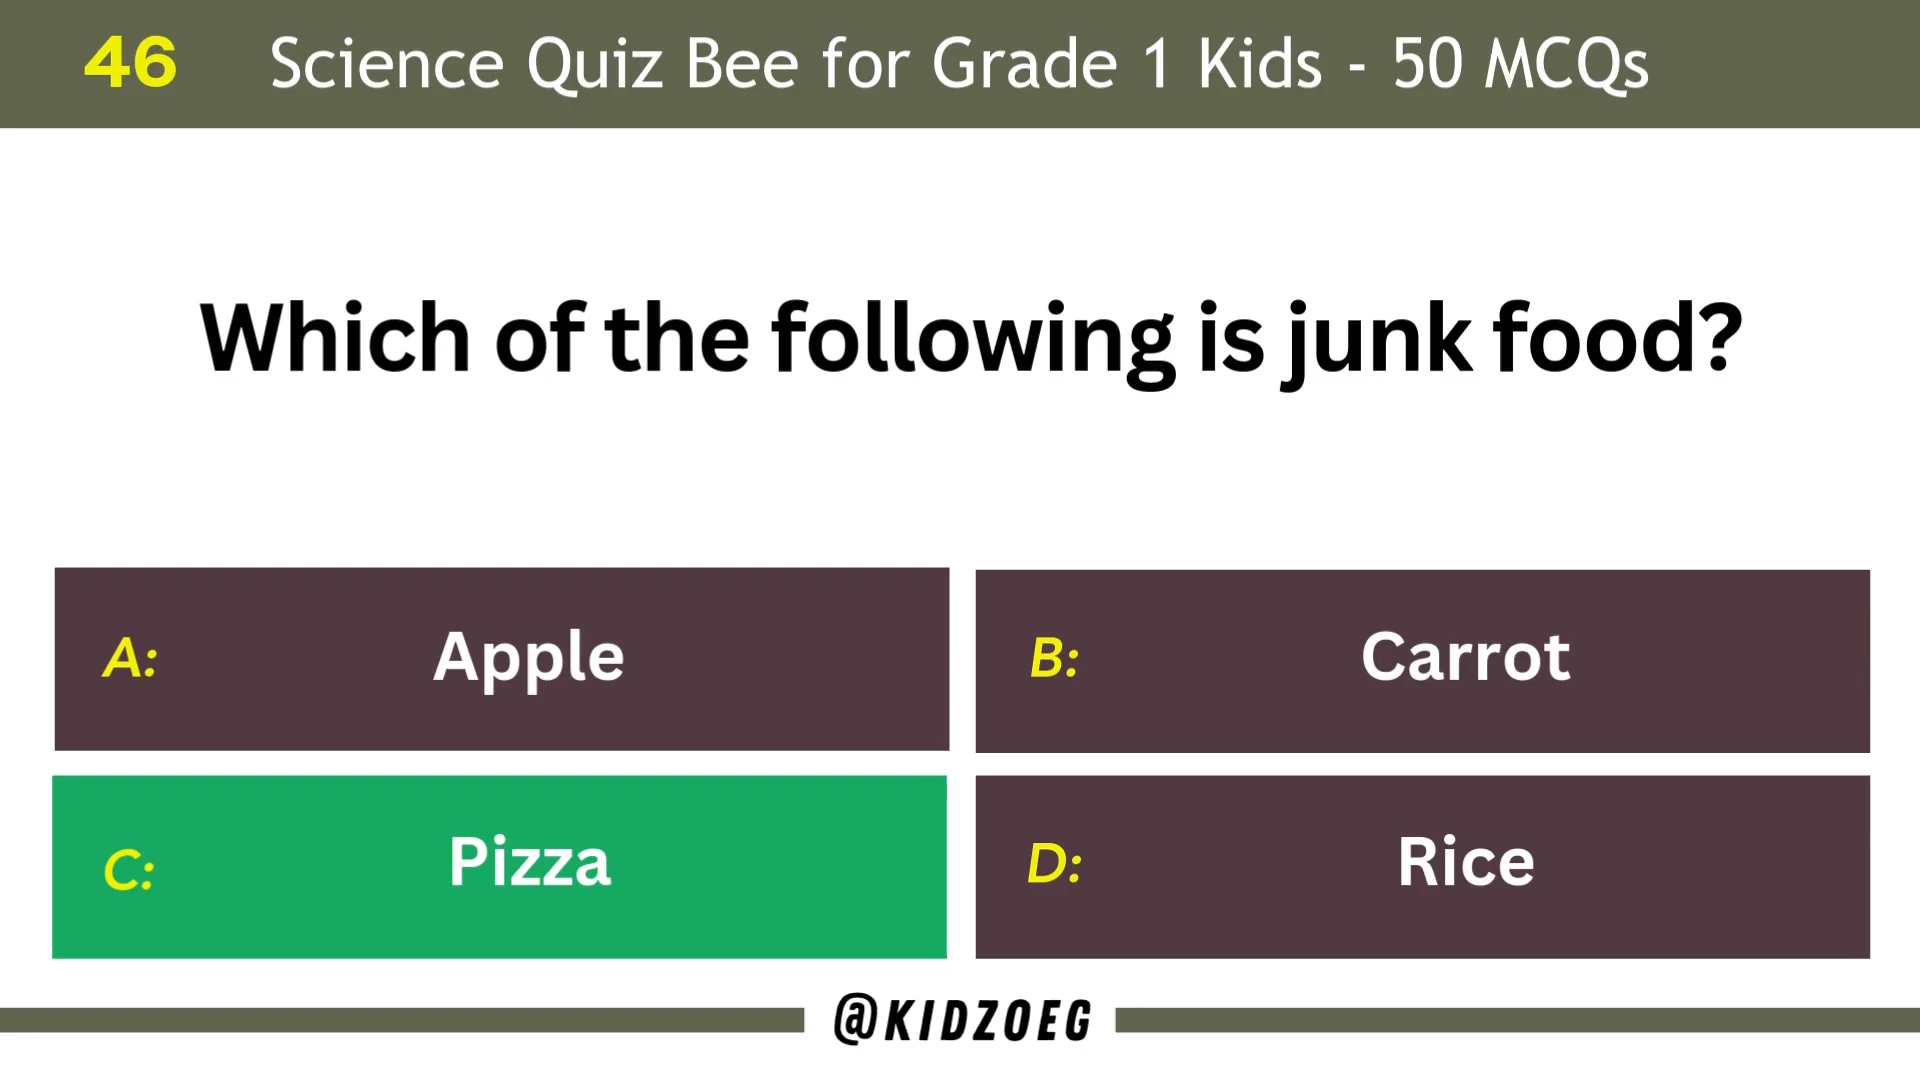 46 Science Quiz Bee for Grade 1 Kids - 50 MCQs
Which of the following is junk food?
A: Apple
B: Carrot
C: Pizza
D: Rice
@KIDZOEG